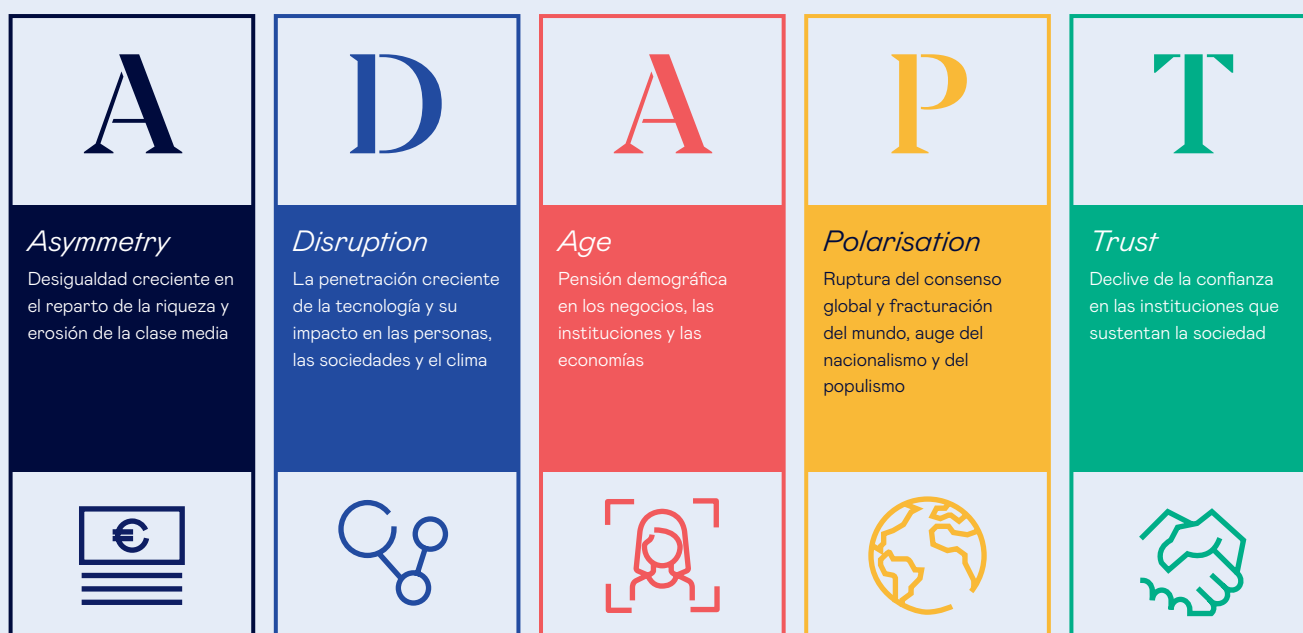 A
Asymmetry
Desigualdad creciente en
el reparto de la riqueza y
erosión de la clase media
€
D
Disruption
La penetración creciente
de la tecnología y su
impacto en las personas,
las sociedades y el clima
A
Age
Pensión demográfica
en los negocios, las
instituciones y las
economías
P
Polarisation
Ruptura del consenso
global y fracturación
del mundo, auge del
nacionalismo y del
populismo
T
Trust
Declive de la confianza
en las instituciones que
sustentan la sociedad